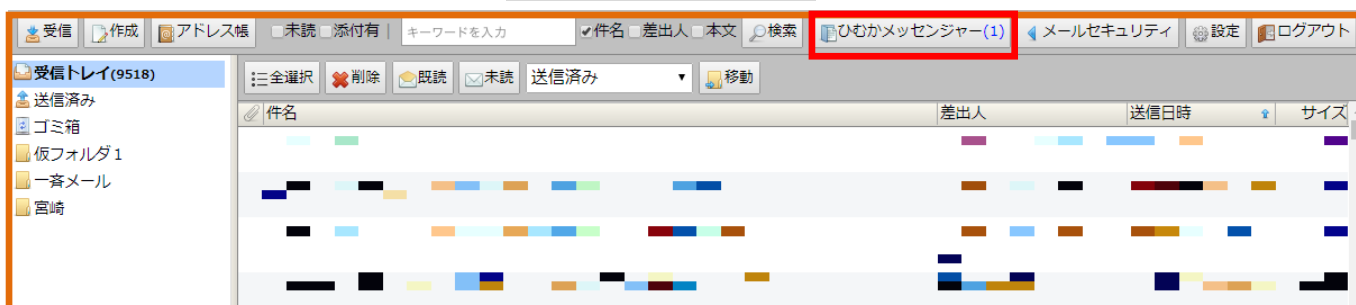 受信 作成 アドレス帳 未読 添付有 | キーワードを入力 件名 差出人 本文 検索 ひむかメッセンジャー(1) メールセキュリティ 設定 ログアウト
受信トレイ(9518)
送信済み
ゴミ箱
仮フォルダ1
一斉メール
宮崎
全選択 削除 既読 未読 送信済み 移動
件名 差出人 送信日時 サイズ